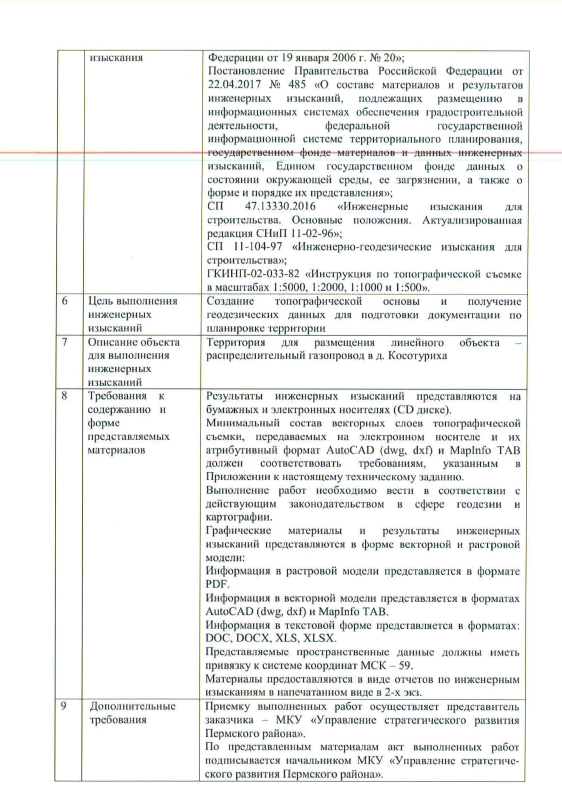 изыскания
Федерации от 19 января 2006 г. № 20»;
Постановление Правительства Российской Федерации от
22.04.2017 № 485 «О составе материалов и результатов
инженерных изысканий, подлежащих размещению в
информационных системах обеспечения градостроительной
деятельности, федеральной государственной
информационной системе территориального планирования,
государственном фонде материалов и данных инженерных
изысканий, Едином государственном фонде данных о
состоянии окружающей среды, ее загрязнении, а также о
форме и порядке их представления»;
СП 47.13330.2016 «Инженерные изыскания для
строительства. Основные положения. Актуализированная
редакция СНиП 11-02-96»;
СП 11-104-97 «Инженерно-геодезические изыскания для
строительства»;
ГКИНП-02-033-82 «Инструкция по топографической съемке
в масштабах 1:5000, 1:2000, 1:1000 и 1:500».
6
Цель выполнения
инженерных
изысканий
Создание топографической основы и получение
геодезических данных для подготовки документации по
планировке территории
7
Описание объекта
для выполнения
инженерных
изысканий
Территория для размещения линейного объекта –
распределительный газопровод в д. Косотуриха
8
Требования к
содержанию и
форме
представляемых
материалов
Результаты инженерных изысканий представляются на
бумажных и электронных носителях (CD диске).
Минимальный состав векторных слоев топографической
съемки, передаваемых на электронном носителе и их
атрибутивный формат AutoCAD (dwg, dxf) и MapInfo TAB
должен соответствовать требованиям, указанным в
Приложении к настоящему техническому заданию.
Выполнение работ необходимо вести в соответствии с
действующим законодательством в сфере геодезии и
картографии.
Графические материалы и результаты инженерных
изысканий представляются в форме векторной и растровой
модели:
Информация в растровой модели представляется в формате
PDF.
Информация в векторной модели представляется в форматах
AutoCAD (dwg, dxf) и MapInfo TAB.
Информация в текстовой форме представляется в форматах:
DOC, DOCX, XLS, XLSX.
Представляемые пространственные данные должны иметь
привязку к системе координат МСК – 59.
Материалы предоставляются в виде отчетов по инженерным
изысканиям в напечатанном виде в 2-х экз.
9
Дополнительные
требования
Приемку выполненных работ осуществляет представитель
заказчика – МКУ «Управление стратегического развития
Пермского района».
По представленным материалам акт выполненных работ
подписывается начальником МКУ «Управление стратегиче-
ского развития Пермского района».